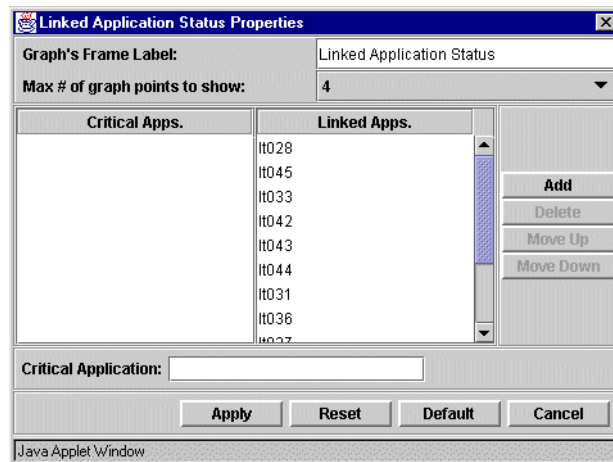 Linked Application Status Properties
Graph's Frame Label: Linked Application Status
Max # of graph points to show: 4
Critical Apps. Linked Apps.
lt028
lt045
lt033
lt042
lt043
lt044
lt031
lt036
lt037
Add
Delete
Move Up
Move Down
Critical Application:
Apply Reset Default Cancel
Java Applet Window